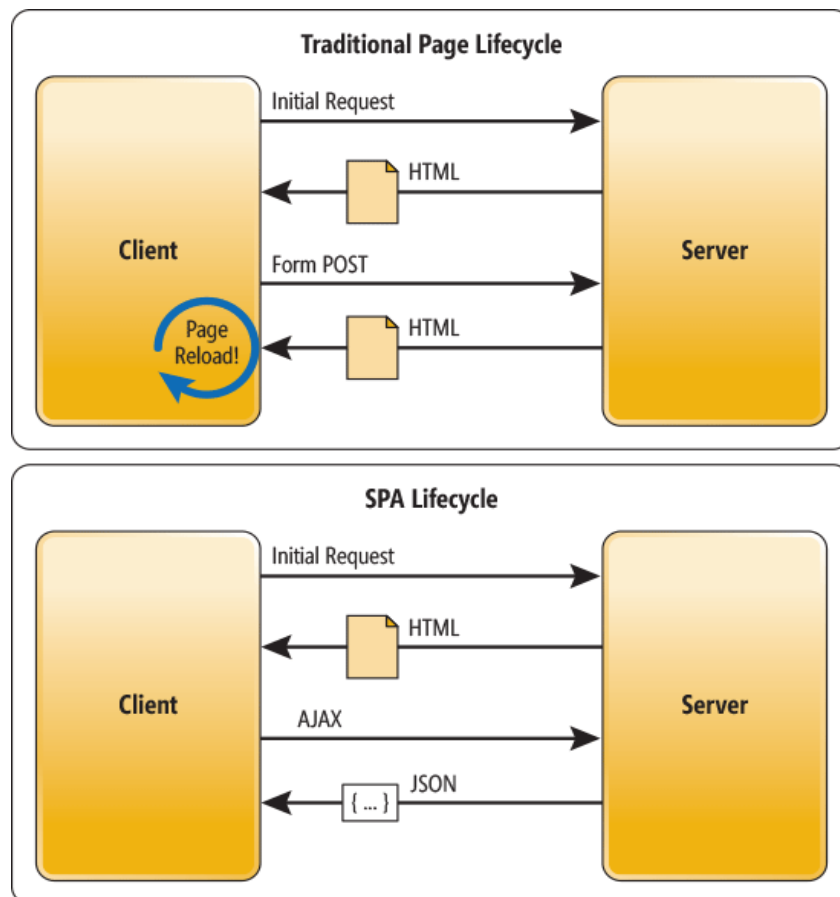 Traditional Page Lifecycle
Initial Request
HTML
Client
Server
Form POST
HTML
Page
Reload!
SPA Lifecycle
Initial Request
HTML
Client
Server
AJAX
JSON
{ ... }